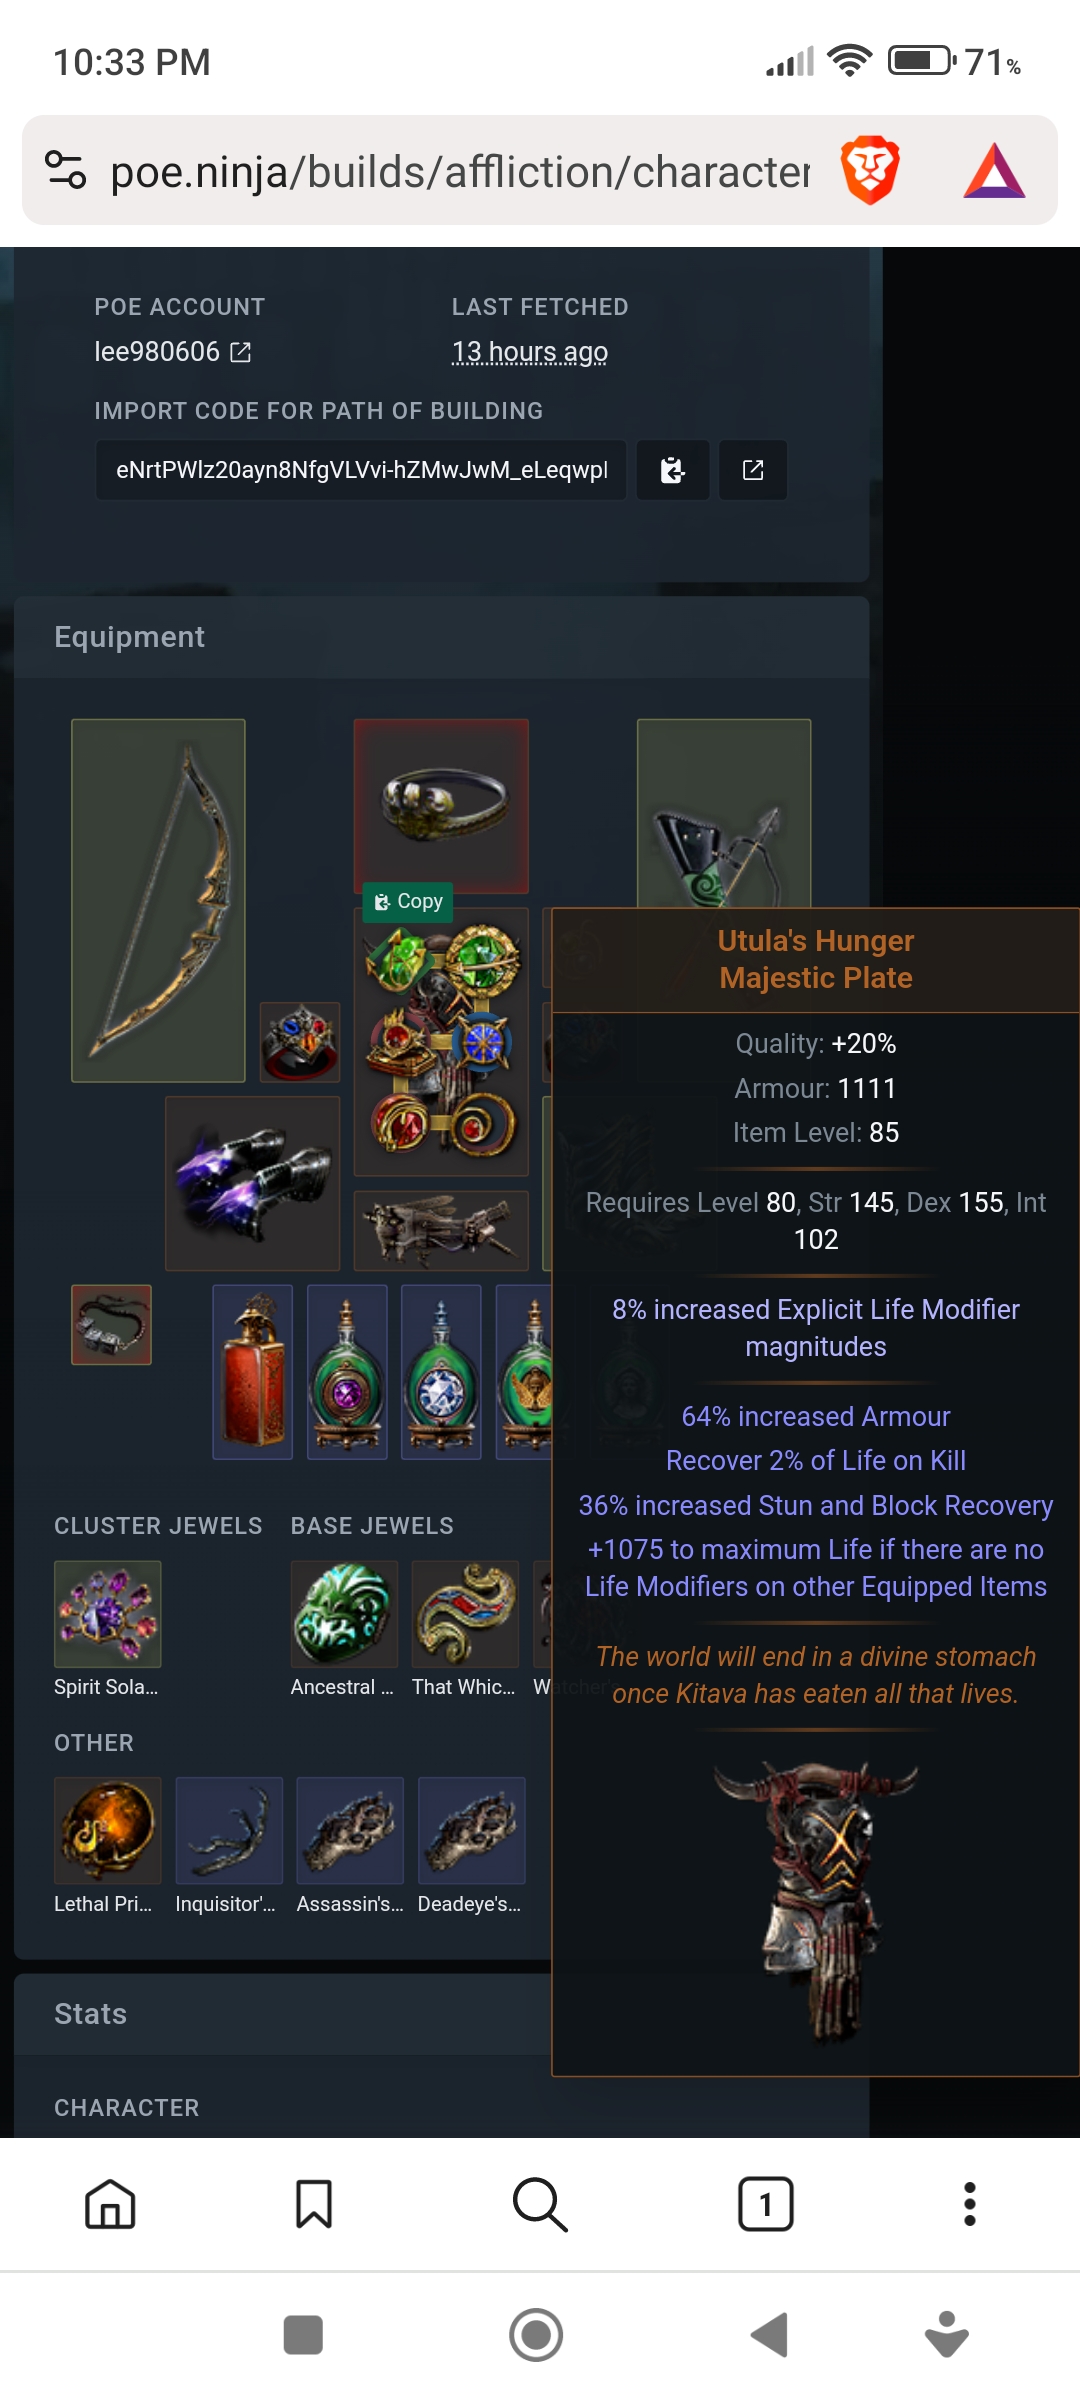 10:33 PM
71%
poe.ninja/builds/affliction/character
POE ACCOUNT
LAST FETCHED
lee980606
13 hours ago
IMPORT CODE FOR PATH OF BUILDING
eNrtPWlz20ayn8NfgVLVvi-hZMwJwM_eLeqwpl
Equipment
Copy
Utula's Hunger
Majestic Plate
Quality: +20%
Armour: 1111
Item Level: 85
Requires Level 80, Str 145, Dex 155, Int
102
8% increased Explicit Life Modifier
magnitudes
64% increased Armour
Recover 2% of Life on Kill
36% increased Stun and Block Recovery
+1075 to maximum Life if there are no
Life Modifiers on other Equipped Items
The world will end in a divine stomach
once Kitava has eaten all that lives.
CLUSTER JEWELS
BASE JEWELS
Spirit Sola...
Ancestral ...
That Whic...
Watcher's
OTHER
Lethal Pri...
Inquisitor'...
Assassin's...
Deadeye's...
Stats
CHARACTER
1